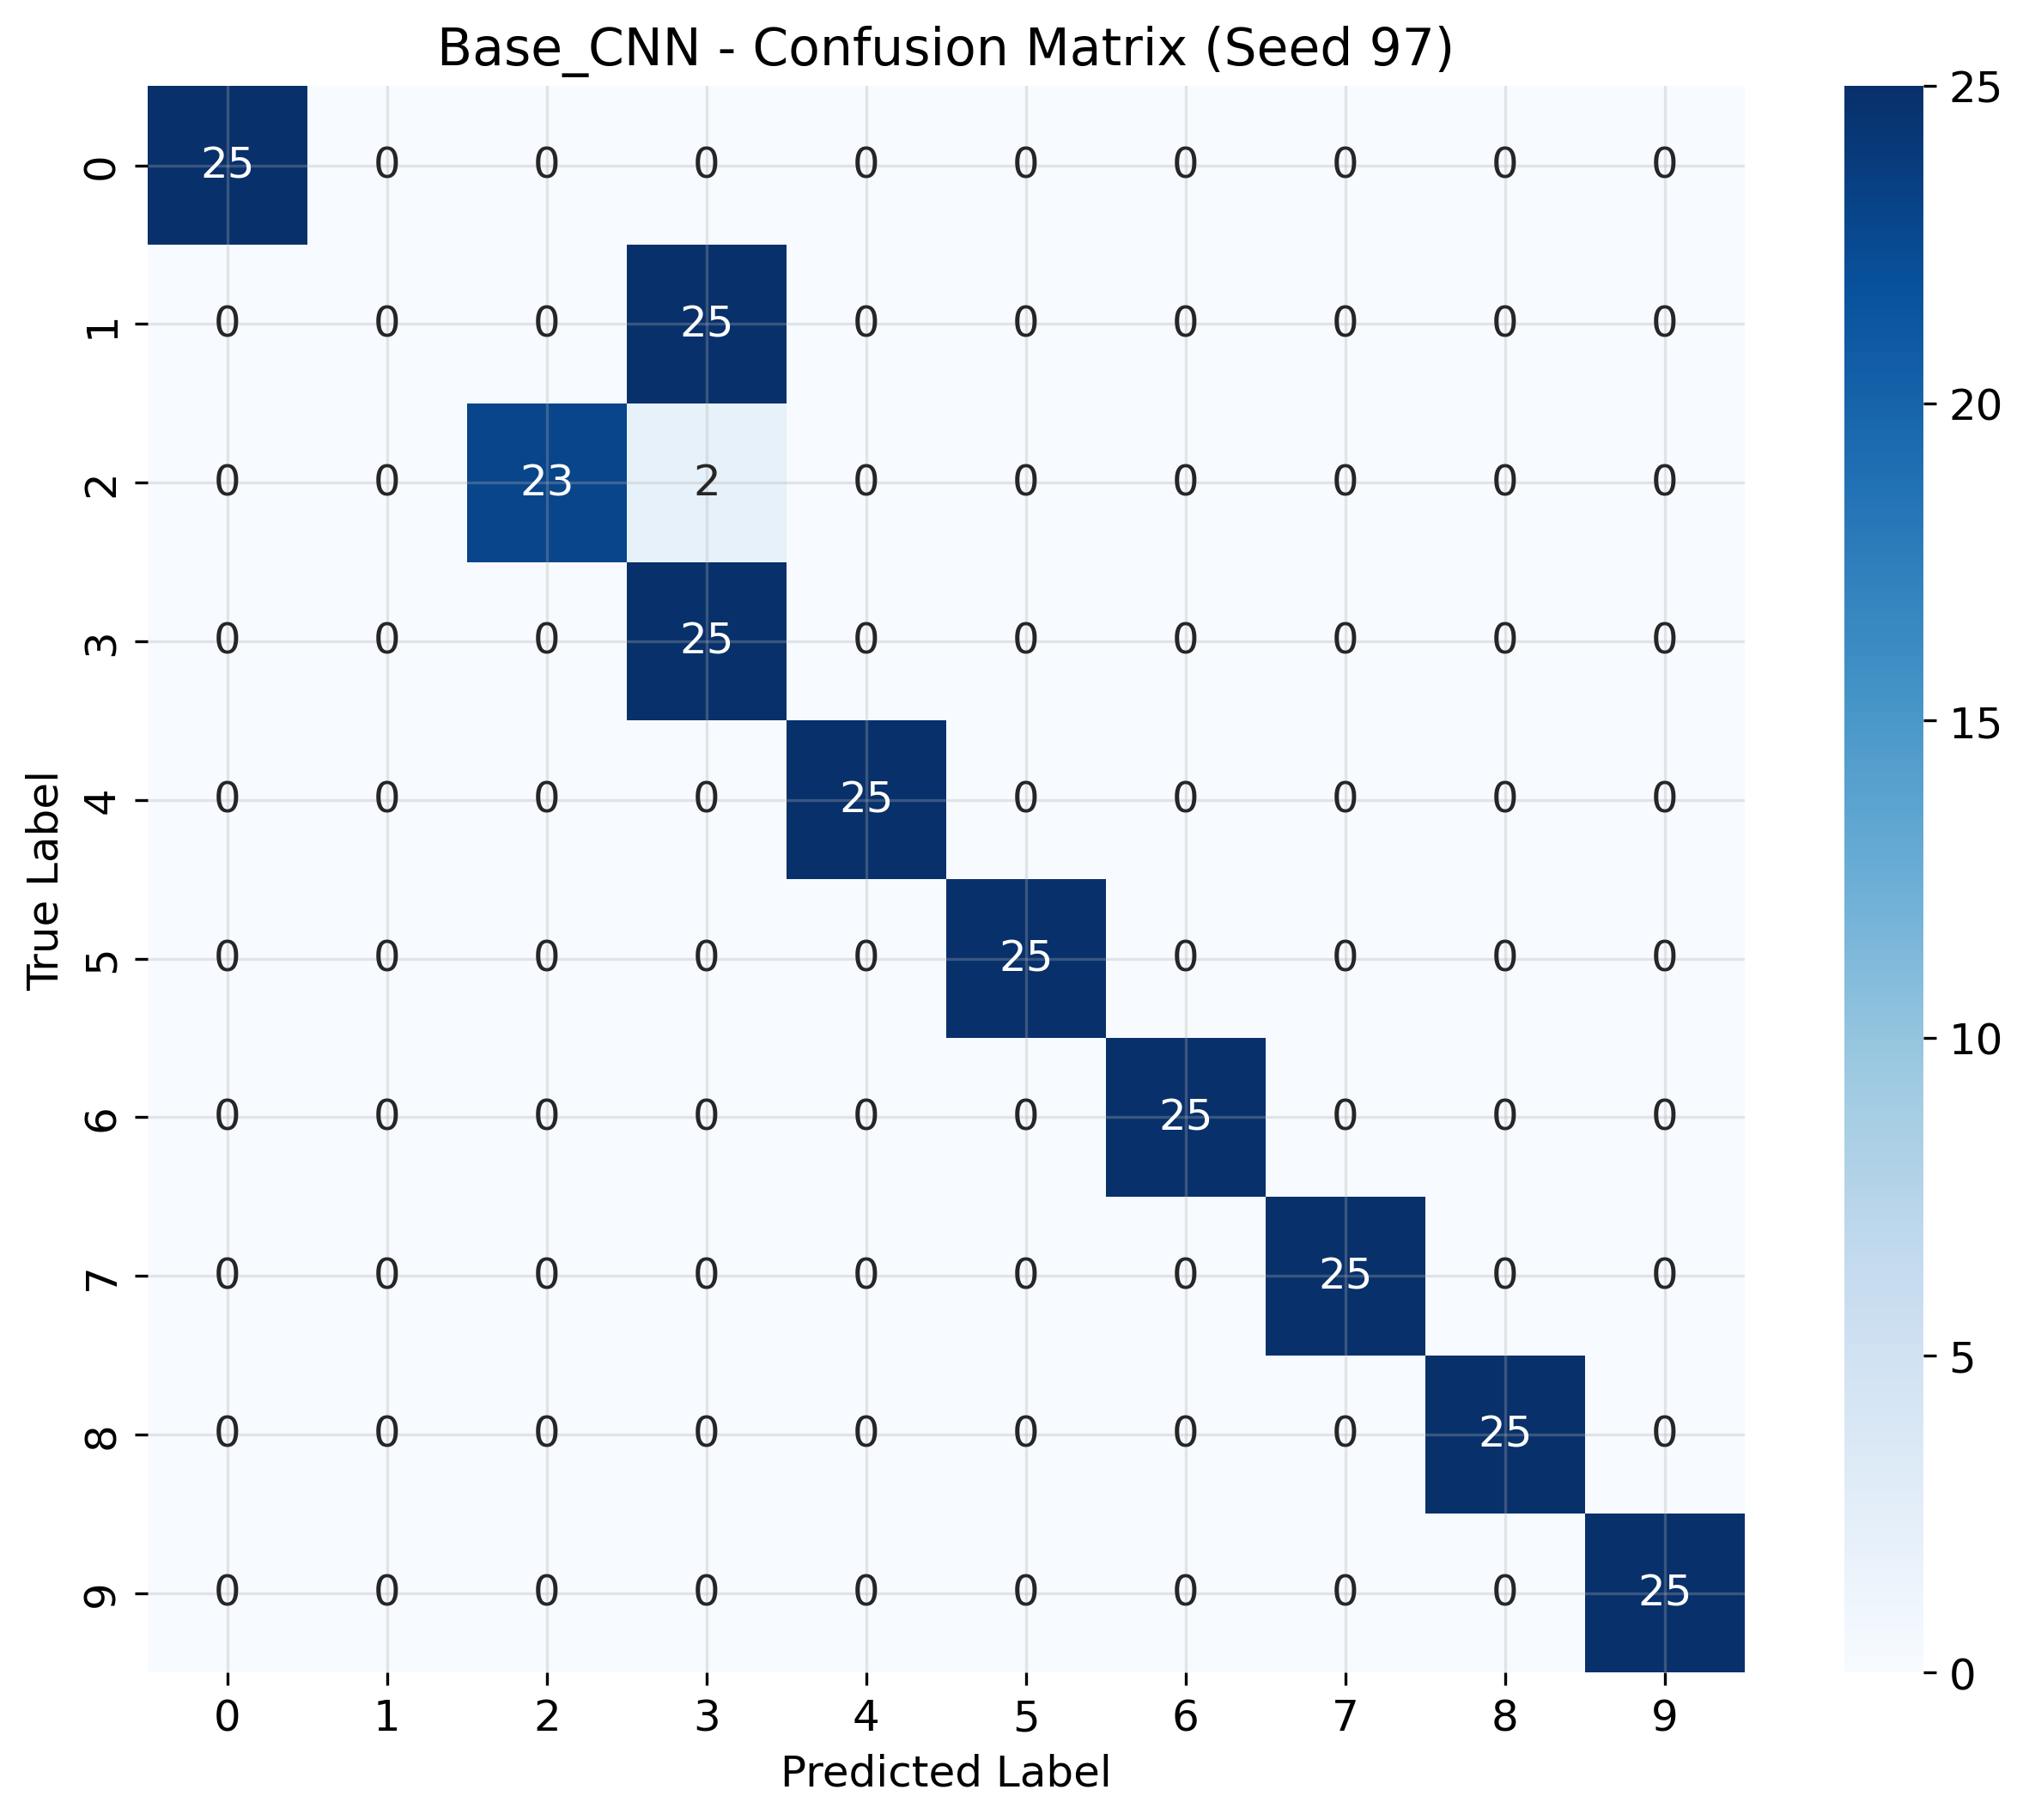 Base_CNN - Confusion Matrix (Seed 97)
0 25 0 0 0 0 0 0 0 0 0
1 0 0 0 25 0 0 0 0 0 0
2 0 0 23 2 0 0 0 0 0 0
3 0 0 0 25 0 0 0 0 0 0
4 0 0 0 0 25 0 0 0 0 0
5 0 0 0 0 0 25 0 0 0 0
6 0 0 0 0 0 0 25 0 0 0
7 0 0 0 0 0 0 0 25 0 0
8 0 0 0 0 0 0 0 0 25 0
9 0 0 0 0 0 0 0 0 0 25
0 1 2 3 4 5 6 7 8 9
Predicted Label
True Label
25
20
15
10
5
0